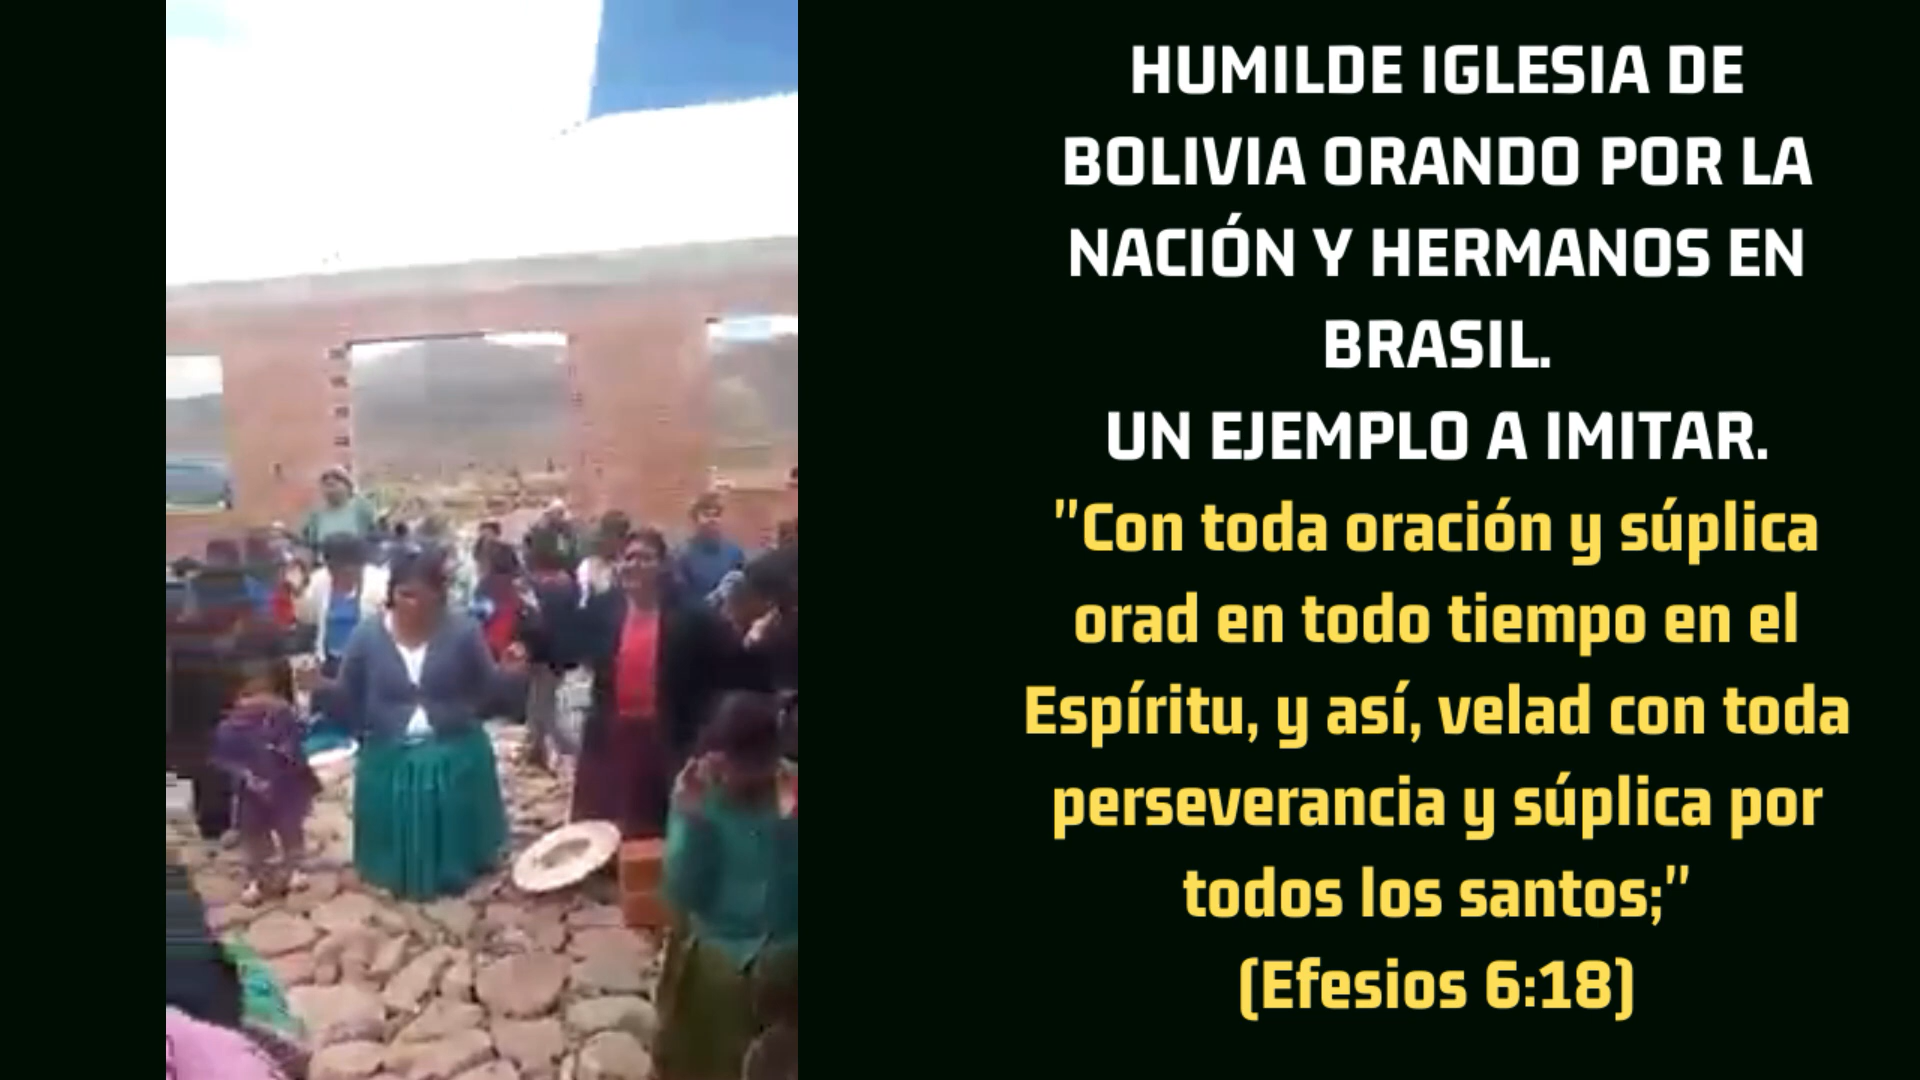 HUMILDE IGLESIA DE
BOLIVIA ORANDO POR LA
NACIÓN Y HERMANOS EN
BRASIL.
UN EJEMPLO A IMITAR.
"Con toda oración y súplica
orad en todo tiempo en el
Espíritu, y así, velad con toda
perseverancia y súplica por
todos los santos;"
(Efesios 6:18)